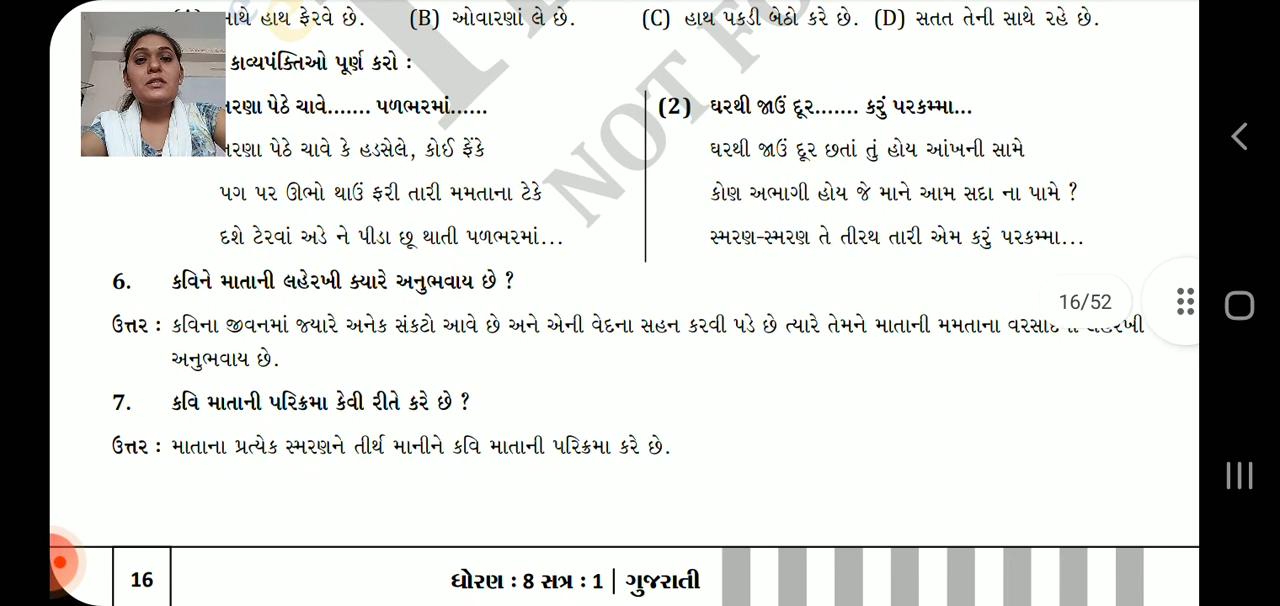 સાથે હાથ ફેરવે છે. (B) ઓવારણાં લે છે. (C) હાથ પકડી બેઠો કરે છે. (D) સતત તેની સાથે રહે છે.
કાવ્યપંક્તિઓ પૂર્ણ કરો :
પેઠે ચાવે....... પળભરમાં......
પેઠે ચાવે કે હડસેલે, કોઈ ફેંકે
પગ પર ઊભો થાઉં ફરી તારી મમતાના ટેકે
દશે ટેરવાં અડે ને પીડા છૂ થાતી પળભરમાં...
(2) ઘરથી જાઉં દૂર....... કરું પરકમ્મા...
ઘરથી જાઉં દૂર છતાં તું હોય આંખની સામે
કોણ અભાગી હોય જે માને આમ સદા ના પામે ?
સ્મરણ-સ્મરણ તે તીરથ તારી એમ કરું પરકમ્મા...
6. કવિને માતાની લહેરખી ક્યારે અનુભવાય છે ?
ઉત્તર : કવિના જીવનમાં જ્યારે અનેક સંકટો આવે છે અને એની વેદના સહન કરવી પડે છે ત્યારે તેમને માતાની મમતાના
અનુભવાય છે.
7. કવિ માતાની પરિક્રમા કેવી રીતે કરે છે ?
ઉત્તર : માતાના પ્રત્યેક સ્મરણને તીર્થ માનીને કવિ માતાની પરિક્રમા કરે છે.
16/52
16 ધોરણ : 8 સત્ર : 1 | ગુજરાતી
NOT FO